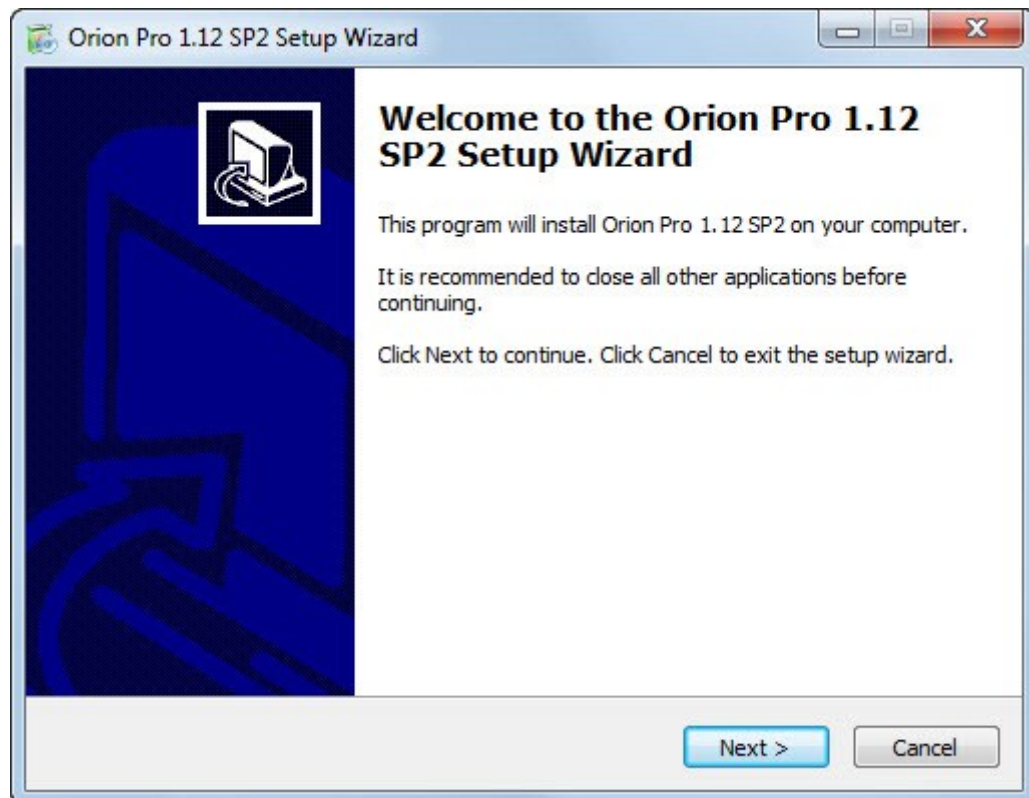 Orion Pro 1.12 SP2 Setup Wizard
Welcome to the Orion Pro 1.12
SP2 Setup Wizard
This program will install Orion Pro 1.12 SP2 on your computer.
It is recommended to close all other applications before
continuing.
Click Next to continue. Click Cancel to exit the setup wizard.
Next >
Cancel